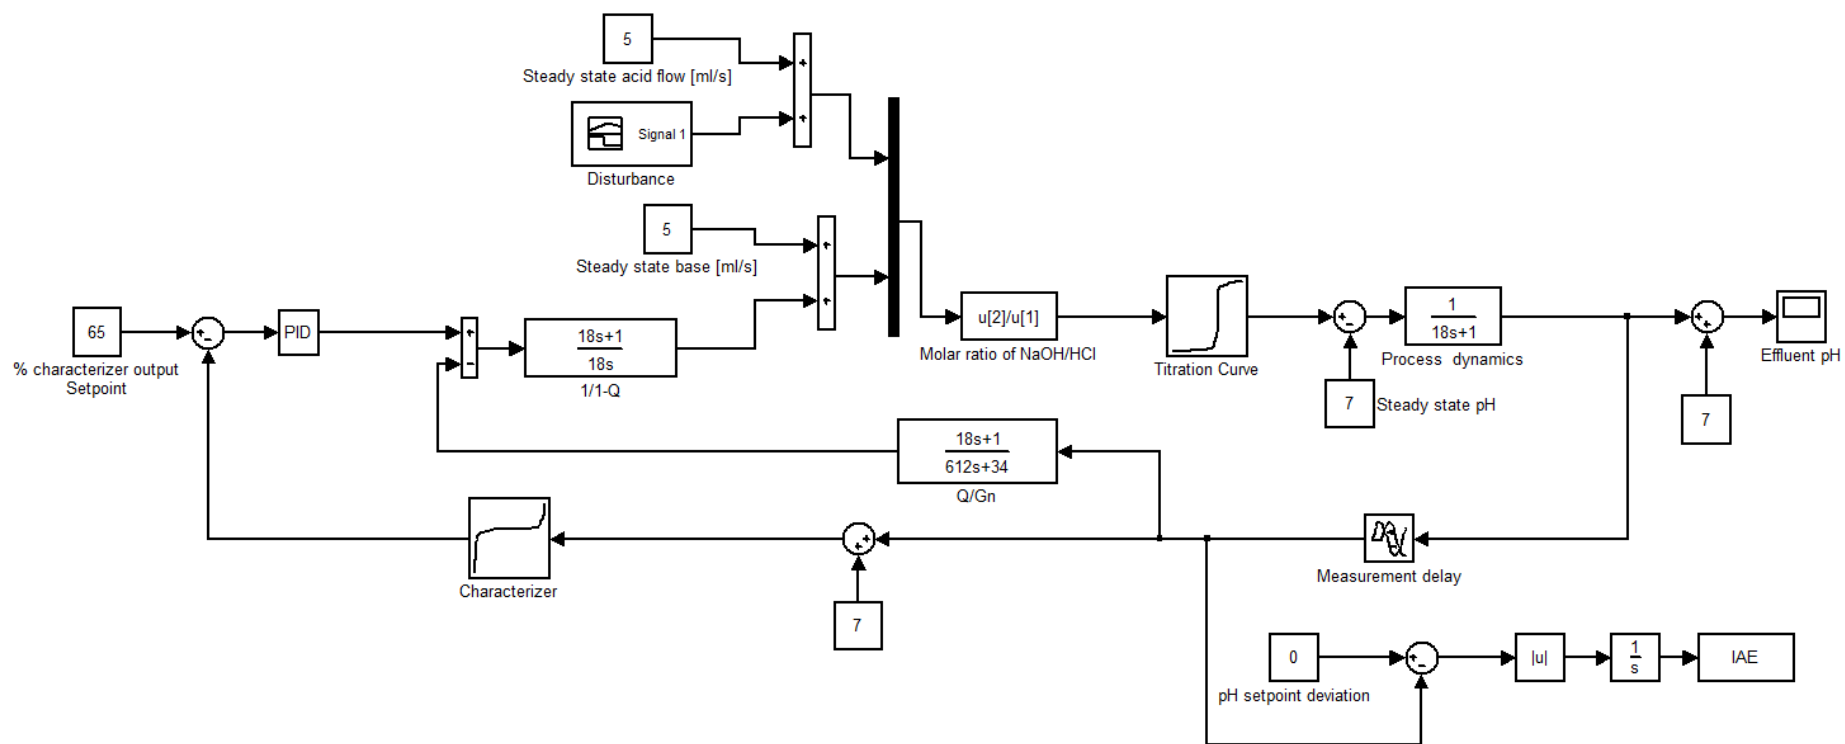 5
Steady state acid flow [ml/s]
Signal 1
Disturbance
+
+
5
Steady state base [ml/s]
+
+
65
% characterizer output
Setpoint
+
-
PID
+
-
18s+1
18s
1/1-Q
u[2]/u[1]
Molar ratio of NaOH/HCl
Titration Curve
+
-
7
Steady state pH
1
18s+1
Process dynamics
+
+
7
Effluent pH
18s+1
612s+34
Q/Gn
Characterizer
+
+
7
Measurement delay
0
pH setpoint deviation
+
-
|u|
1
s
IAE